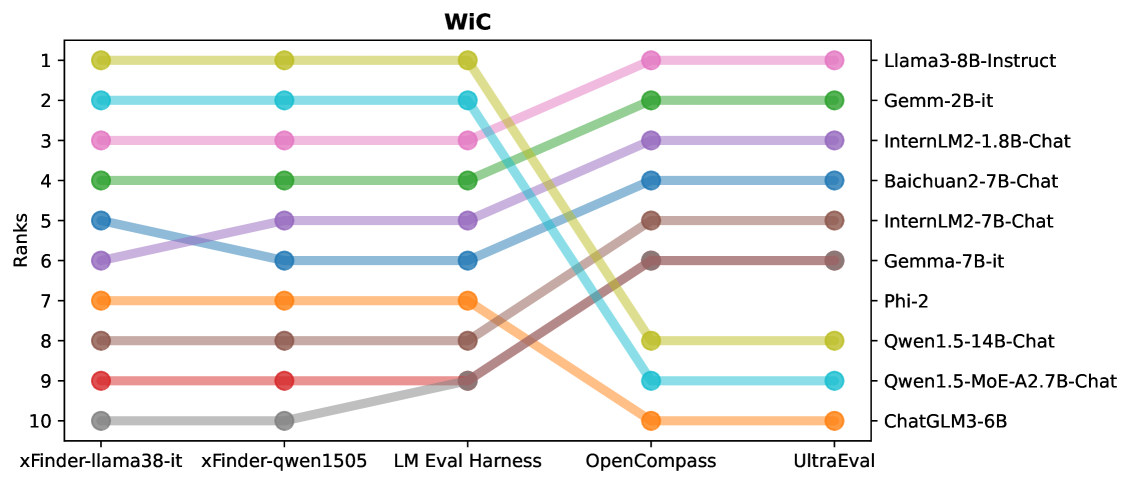 WiC
Ranks
1
2
3
4
5
6
7
8
9
10
Llama3-8B-Instruct
Gemm-2B-it
InternLM2-1.8B-Chat
Baichuan2-7B-Chat
InternLM2-7B-Chat
Gemma-7B-it
Phi-2
Qwen1.5-14B-Chat
Qwen1.5-MoE-A2.7B-Chat
ChatGLM3-6B
xFinder-llama38-it
xFinder-qwen1505
LM Eval Harness
OpenCompass
UltraEval